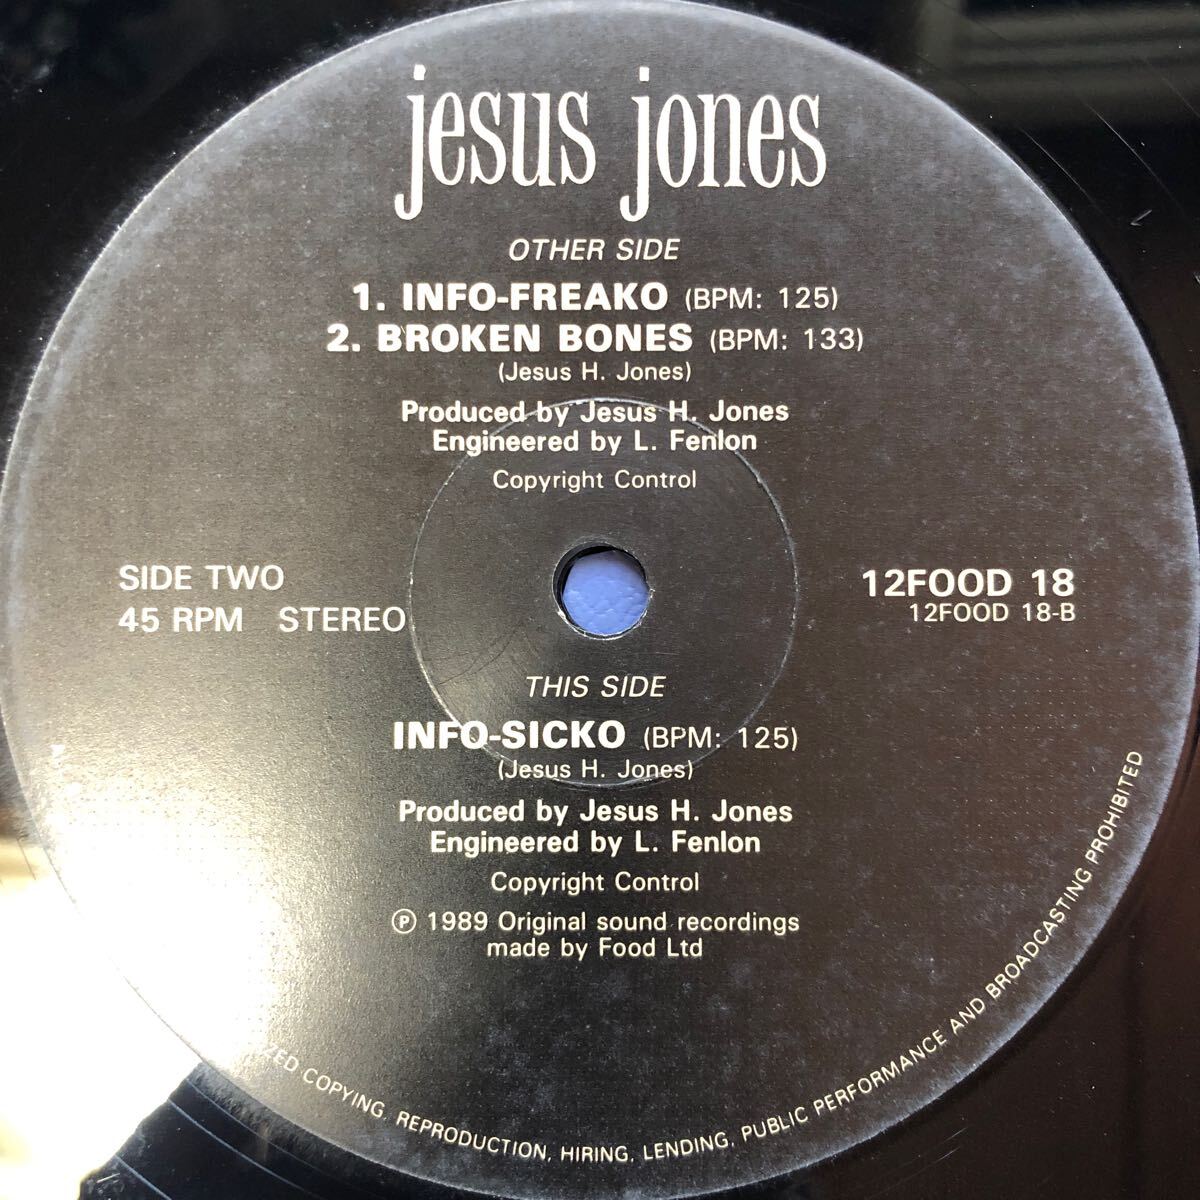 jesus jones
OTHER SIDE
1. INFO-FREAKO (BPM: 125)
2. BROKEN BONES (BPM: 133)
(Jesus H. Jones)
Produced by Jesus H. Jones
Engineered by L. Fenlon
Copyright Control
SIDE TWO
45 RPM STEREO
12FOOD 18
12FOOD 18-B
THIS SIDE
INFO-SICKO (BPM: 125)
(Jesus H. Jones)
Produced by Jesus H. Jones
Engineered by L. Fenlon
Copyright Control
℗ 1989 Original sound recordings
made by Food Ltd
COPYING, REPRODUCTION, HIRING, LENDING, PUBLIC PERFORMANCE AND BROADCASTING PROHIBITED